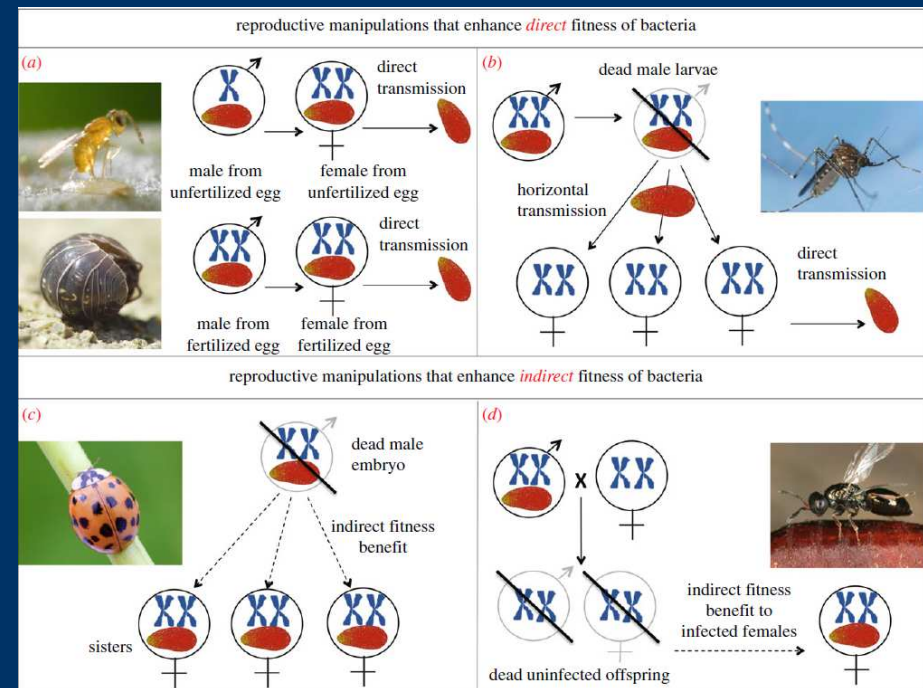 reproductive manipulations that enhance direct fitness of bacteria
(a)
direct
transmission
male from
unfertilized egg
female from
unfertilized egg
direct
transmission
male from
fertilized egg
female from
fertilized egg
(b)
dead male larvae
horizontal
transmission
direct
transmission
reproductive manipulations that enhance indirect fitness of bacteria
(c)
dead male
embryo
indirect fitness
benefit
sisters
(d)
X
indirect fitness
benefit to
infected females
dead uninfected offspring